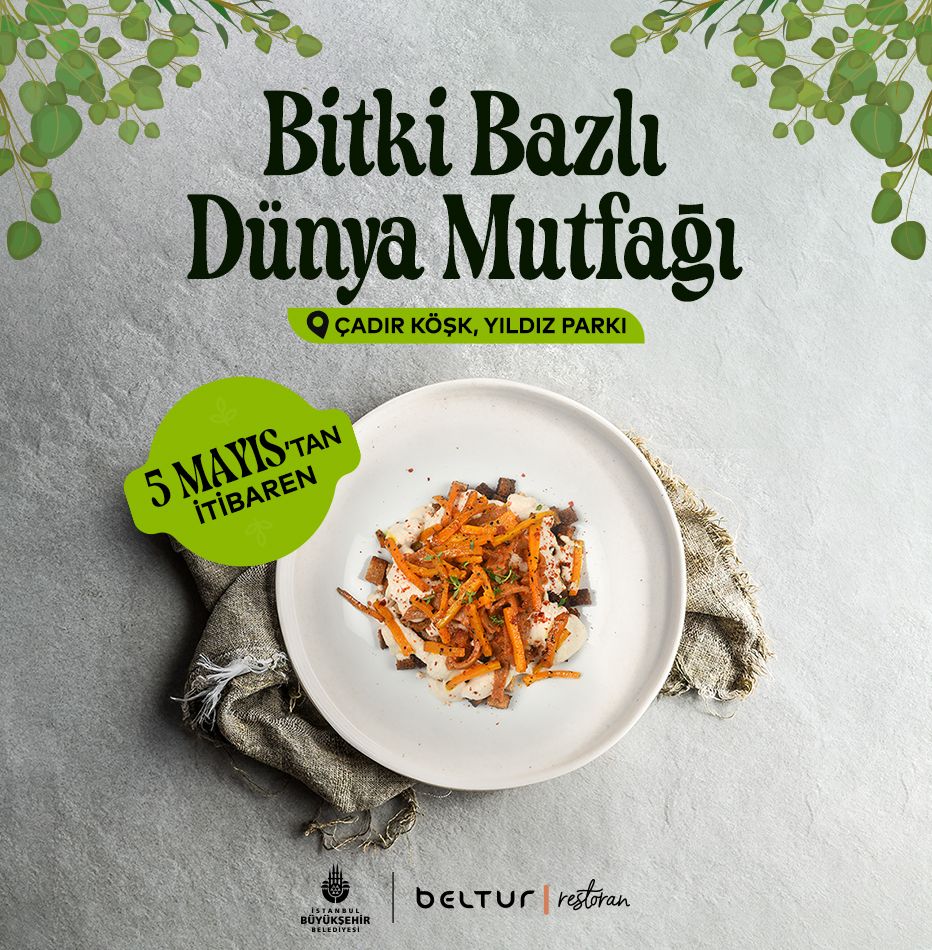 Bitki Bazlı
Dünya Mutfağı
ÇADIR KÖŞK, YILDIZ PARKI
5 MAYIS'TAN
İTİBAREN
İSTANBUL
BÜYÜKŞEHİR
BELEDİYESİ
beLTUr | restoran